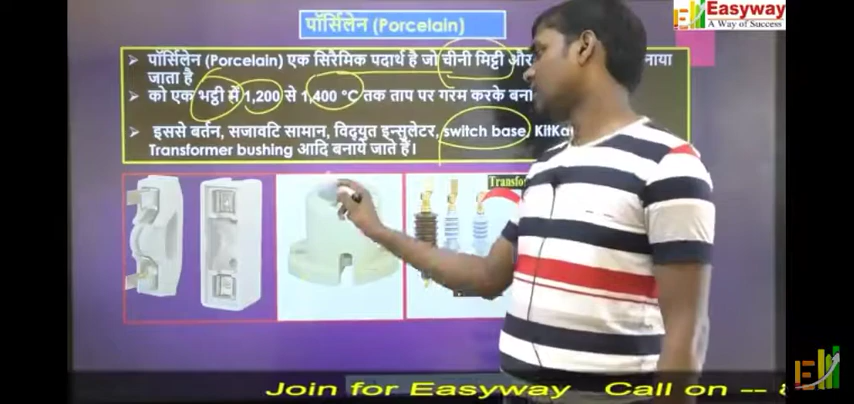 पॉर्सिलेन (Porcelain)
Easyway
A Way of Success
पॉर्सिलेन (Porcelain) एक सिरैमिक पदार्थ है जो चीनी मिट्टी और
नाया
जाता है
को एक भट्ठी में 1,200 से 1,400 °C तक ताप पर गरम करके बना
इससे बर्तन, सजावटि सामान, विद्युत इन्सुलेटर, switch base, KitKa
Transformer bushing आदि बनाये जाते हैं।
Transfor
Join for Easyway Call on --